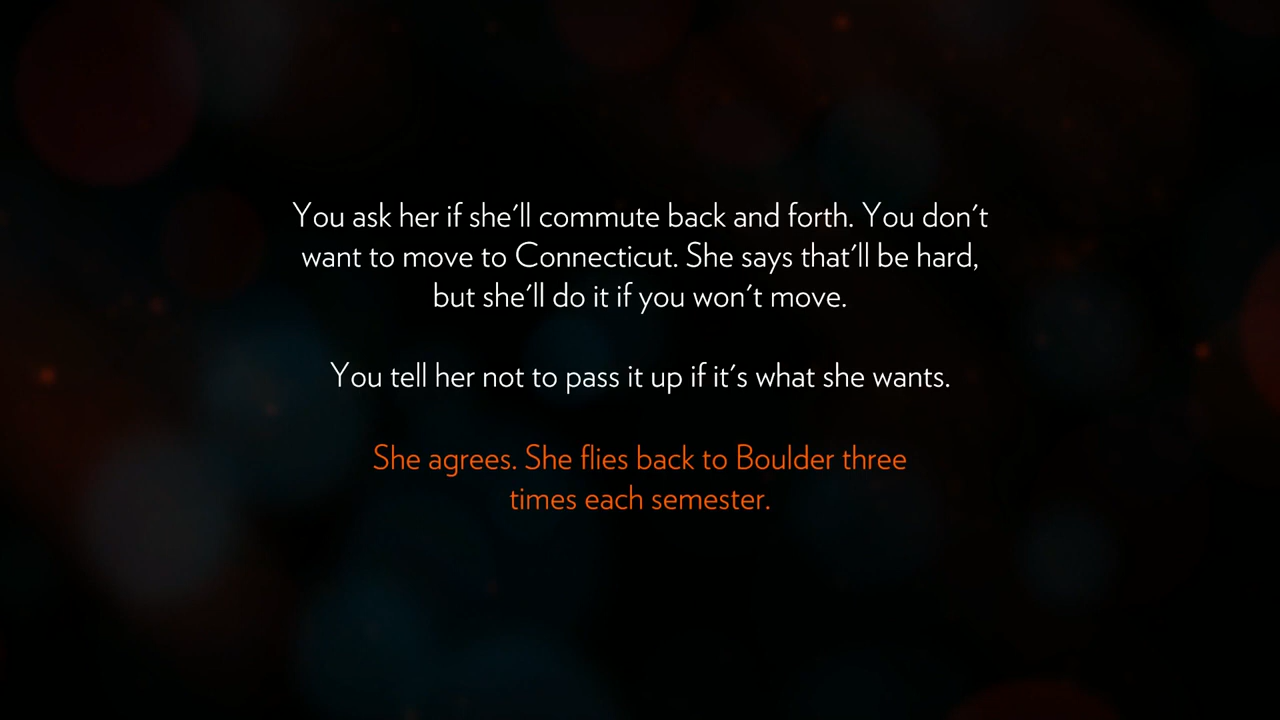 You ask her if she'll commute back and forth. You don't
want to move to Connecticut. She says that'll be hard,
but she'll do it if you won't move.
You tell her not to pass it up if it's what she wants.
She agrees. She flies back to Boulder three
times each semester.